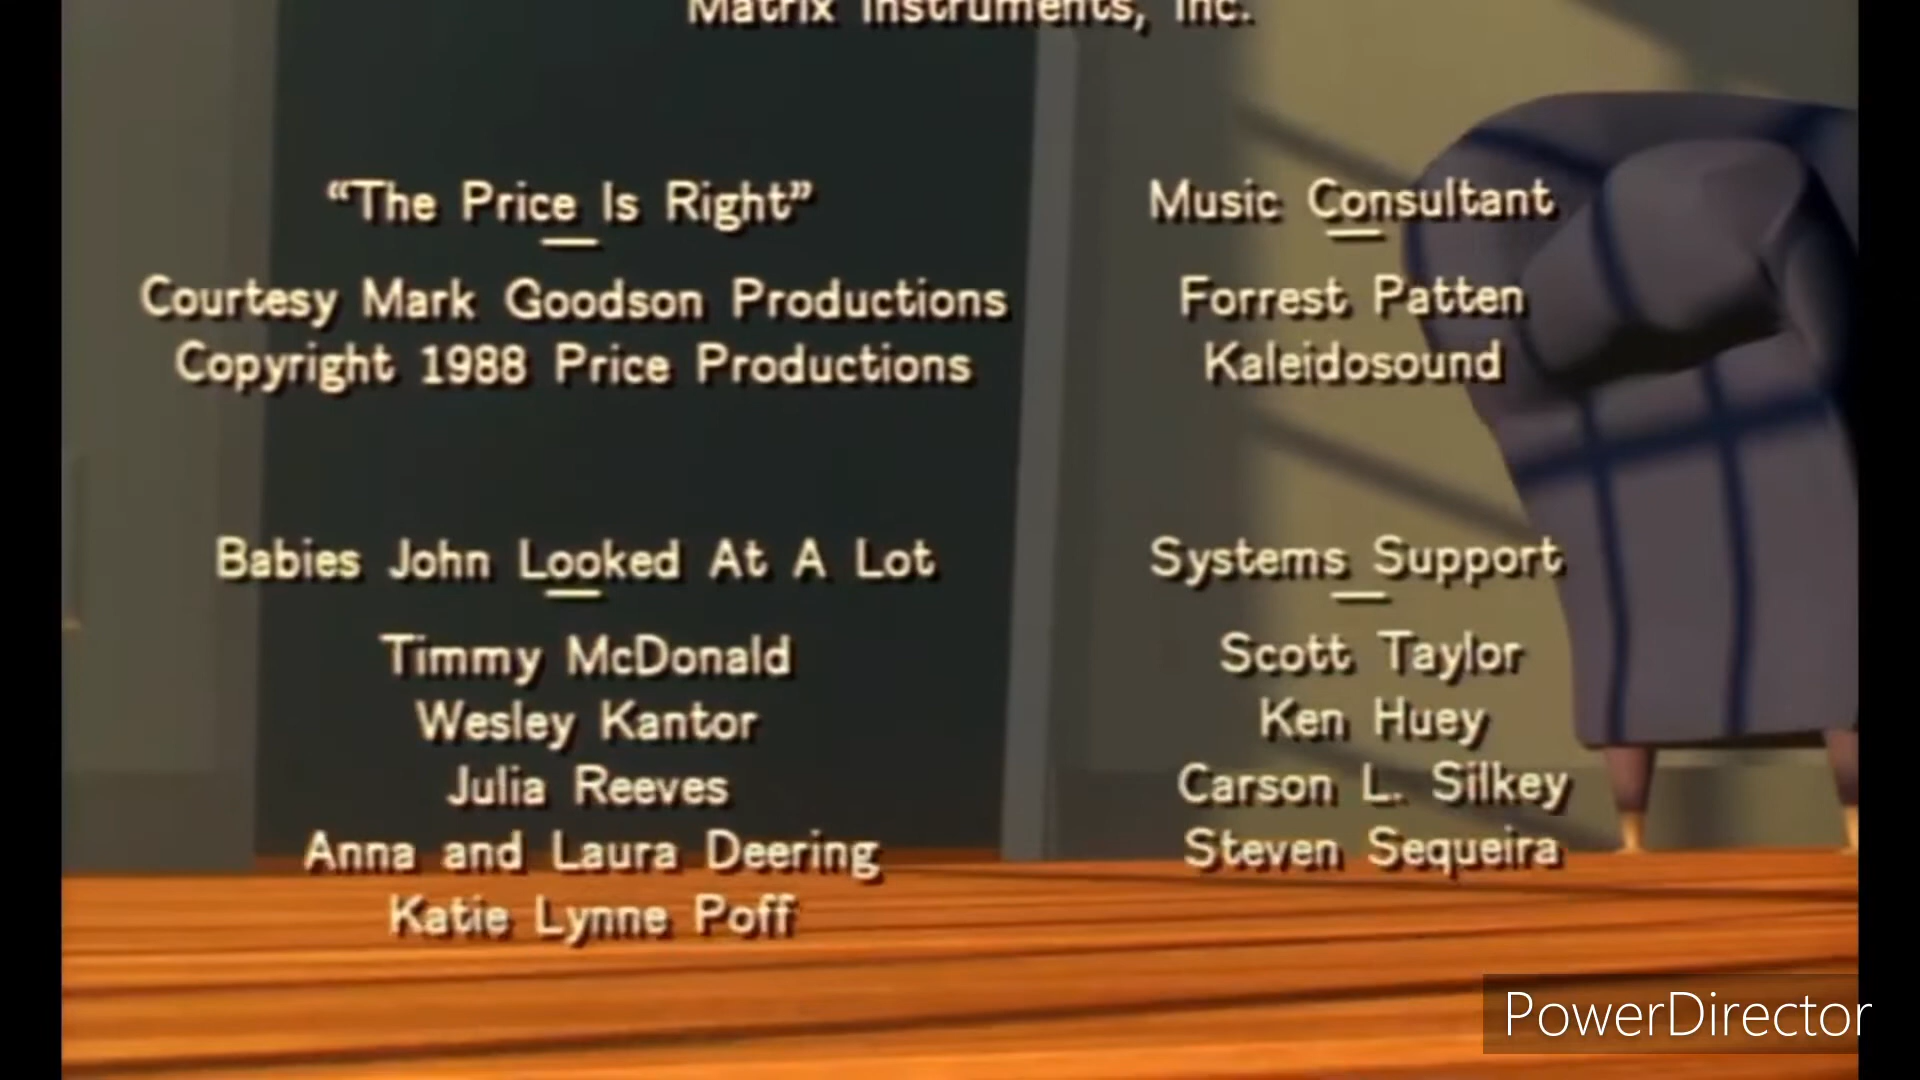 Matrix Instruments, Inc.
“The Price Is Right”
Courtesy Mark Goodson Productions
Copyright 1988 Price Productions
Music Consultant
Forrest Patten
Kaleidosound
Babies John Looked At A Lot
Timmy McDonald
Wesley Kantor
Julia Reeves
Anna and Laura Deering
Katie Lynne Poff
Systems Support
Scott Taylor
Ken Huey
Carson L. Silkey
Steven Sequeira
PowerDirector